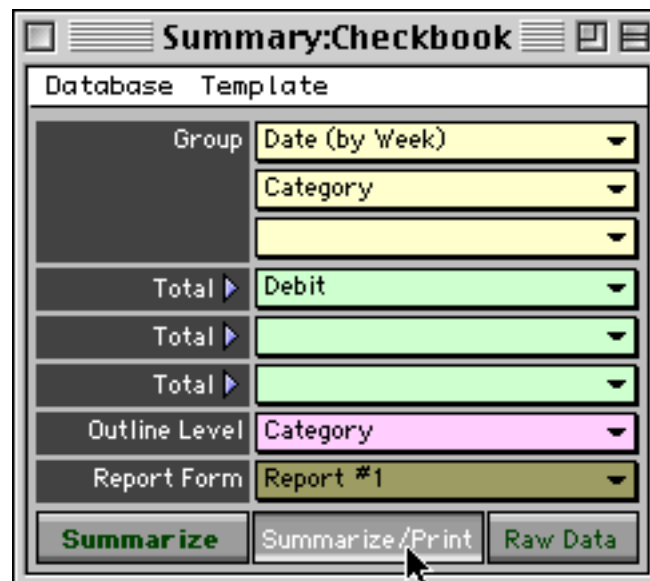 Summary:Checkbook
Database Template
Group Date (by Week)
Category
Total Debit
Total
Total
Outline Level Category
Report Form Report #1
Summarize Summarize/Print Raw Data